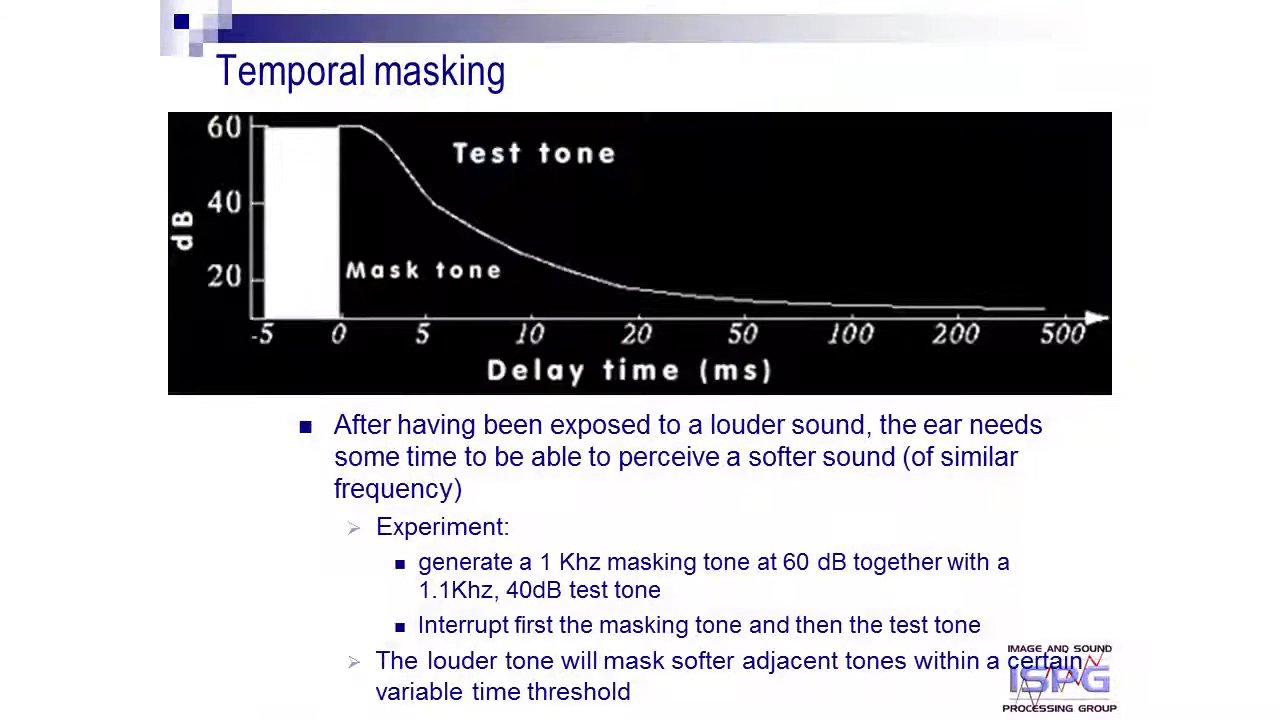 Temporal masking
60
Test tone
40
dB
Mask tone
20
-5 0 5 10 20 50 100 200 500
Delay time (ms)
After having been exposed to a louder sound, the ear needs
some time to be able to perceive a softer sound (of similar
frequency)
Experiment:
generate a 1 Khz masking tone at 60 dB together with a
1.1Khz, 40dB test tone
Interrupt first the masking tone and then the test tone
The louder tone will mask softer adjacent tones within a certain
variable time threshold
IMAGE AND SOUND
ISPG
PROCESSING GROUP